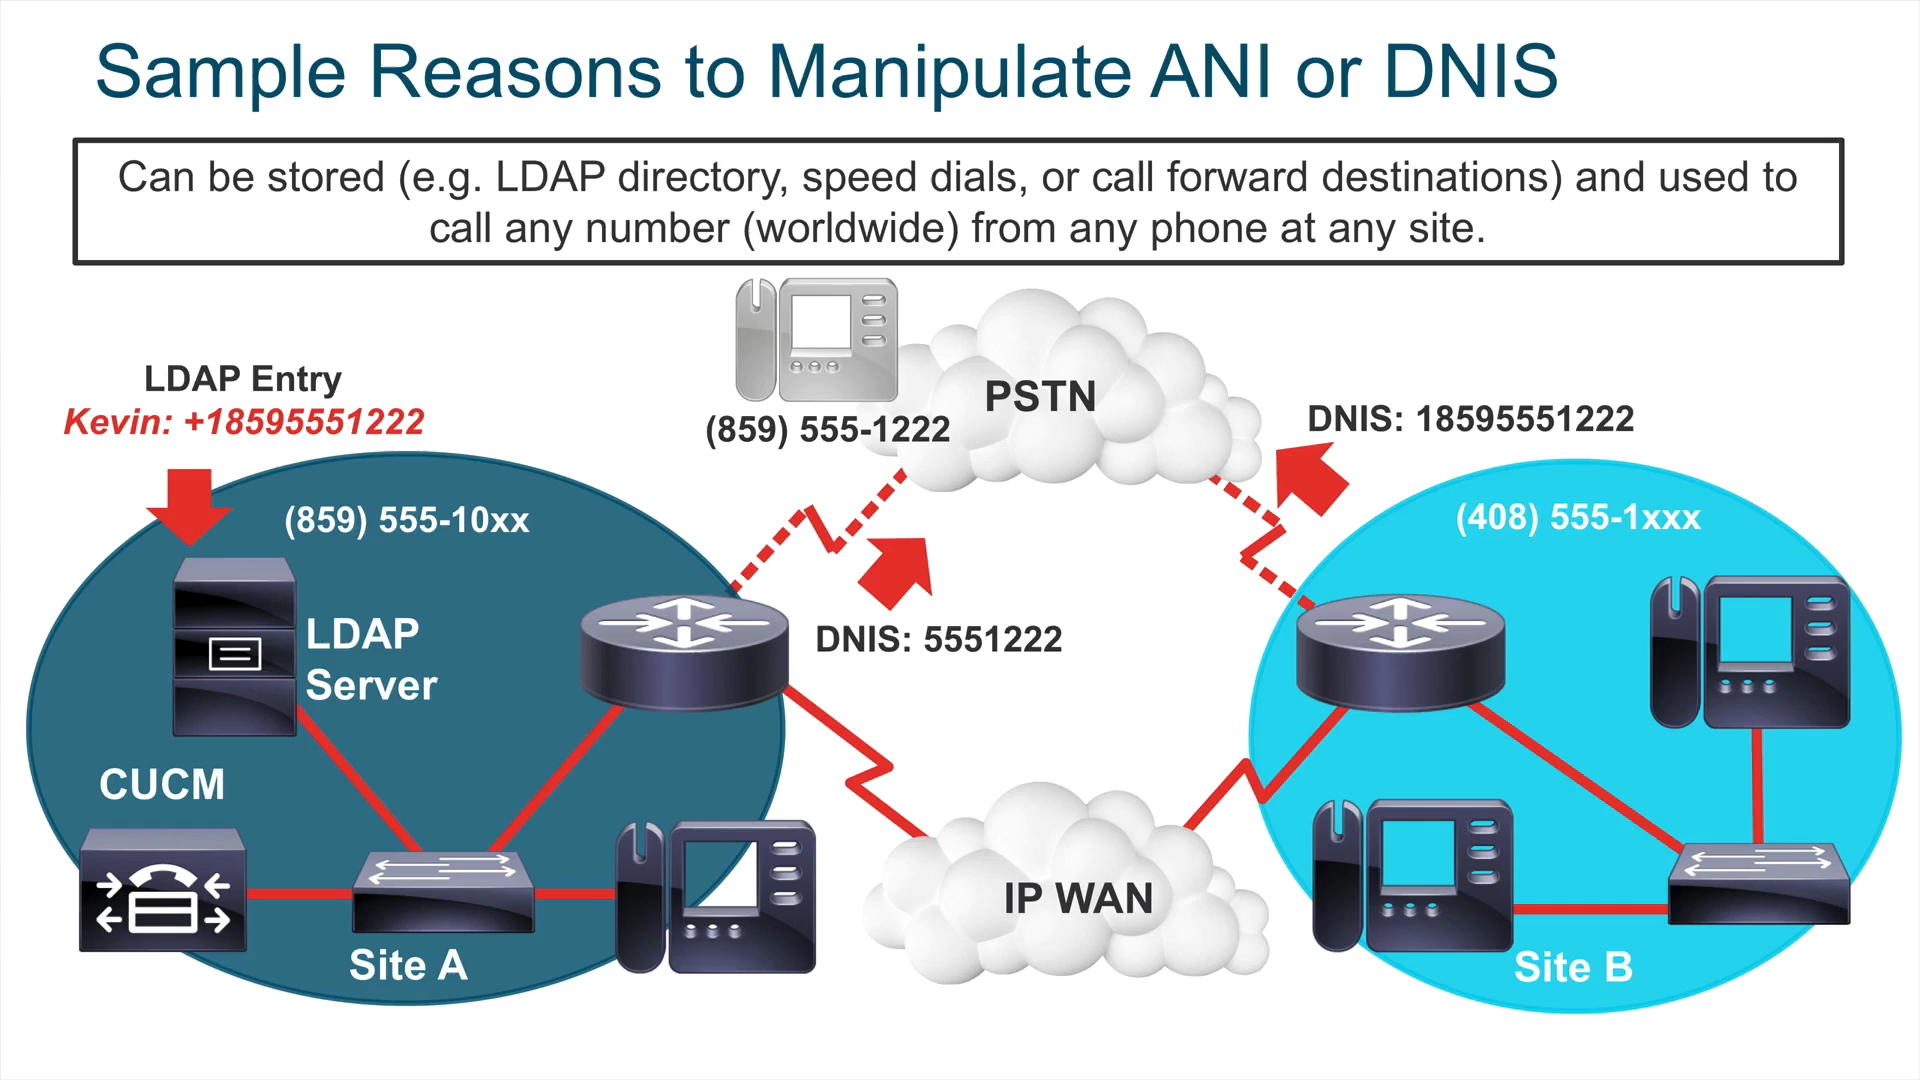 Sample Reasons to Manipulate ANI or DNIS
Can be stored (e.g. LDAP directory, speed dials, or call forward destinations) and used to
call any number (worldwide) from any phone at any site.
LDAP Entry
Kevin: +18595551222
(859) 555-1222
PSTN
DNIS: 18595551222
(859) 555-10xx
(408) 555-1xxx
LDAP
Server
DNIS: 5551222
CUCM
IP WAN
Site A
Site B